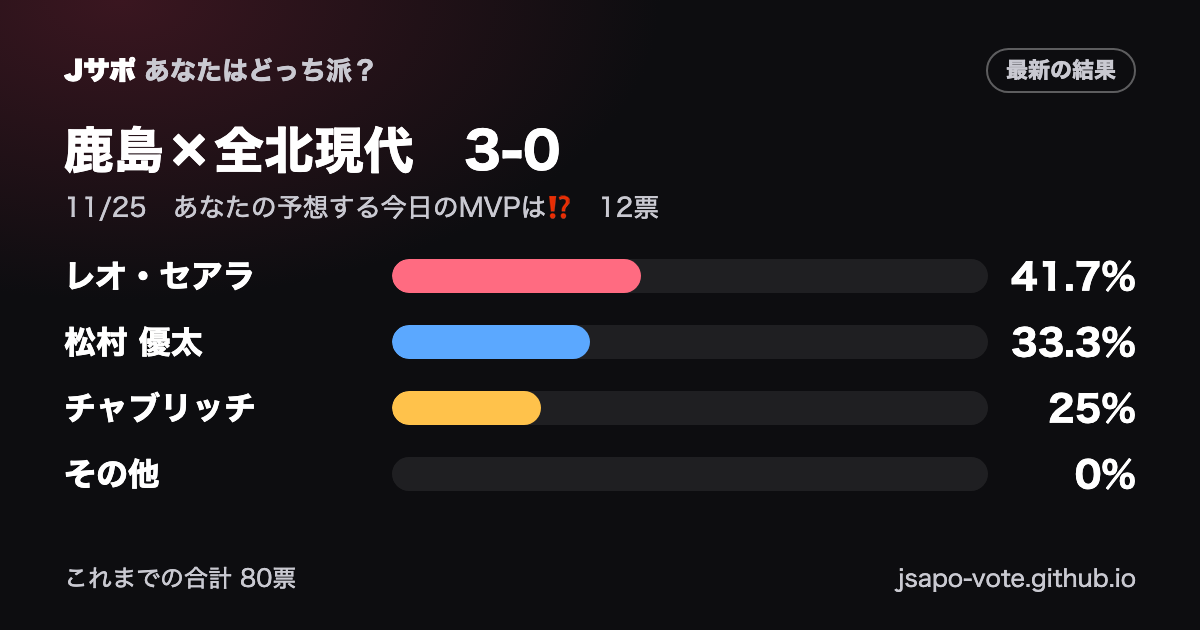 Jサポ あなたはどっち派？
最新の結果
鹿島×全北現代　3-0
11/25　あなたの予想する今日のMVPは⁉️　12票
レオ・セアラ 41.7%
松村 優太 33.3%
チャブリッチ 25%
その他 0%
これまでの合計 80票
jsapo-vote.github.io